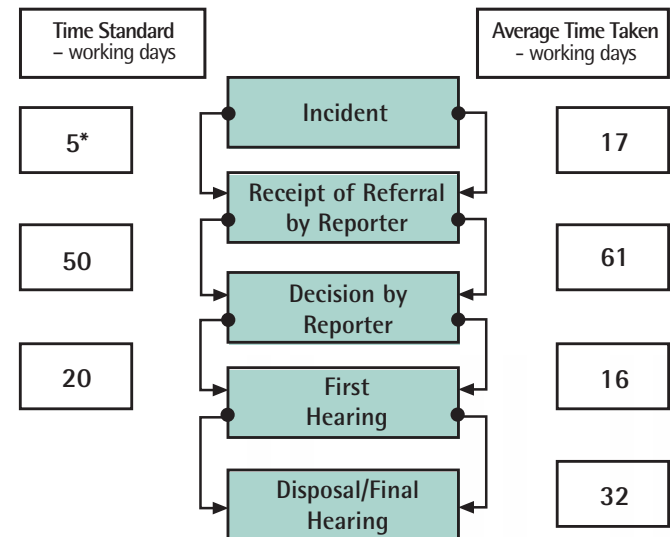 Time Standard
– working days
Average Time Taken
- working days
Incident
5*
17
Receipt of Referral
by Reporter
50
61
Decision by
Reporter
20
16
First
Hearing
Disposal/Final
Hearing
32